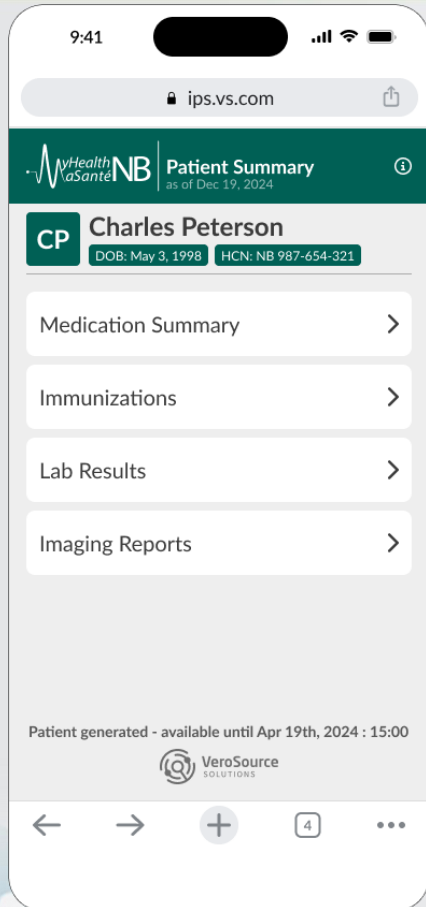 9:41
ips.vs.com
MyHealth NB
MaSanté
Patient Summary
as of Dec 19, 2024
CP
Charles Peterson
DOB: May 3, 1998 HCN: NB 987-654-321
Medication Summary
Immunizations
Lab Results
Imaging Reports
Patient generated - available until Apr 19th, 2024 : 15:00
VeroSource
SOLUTIONS
4